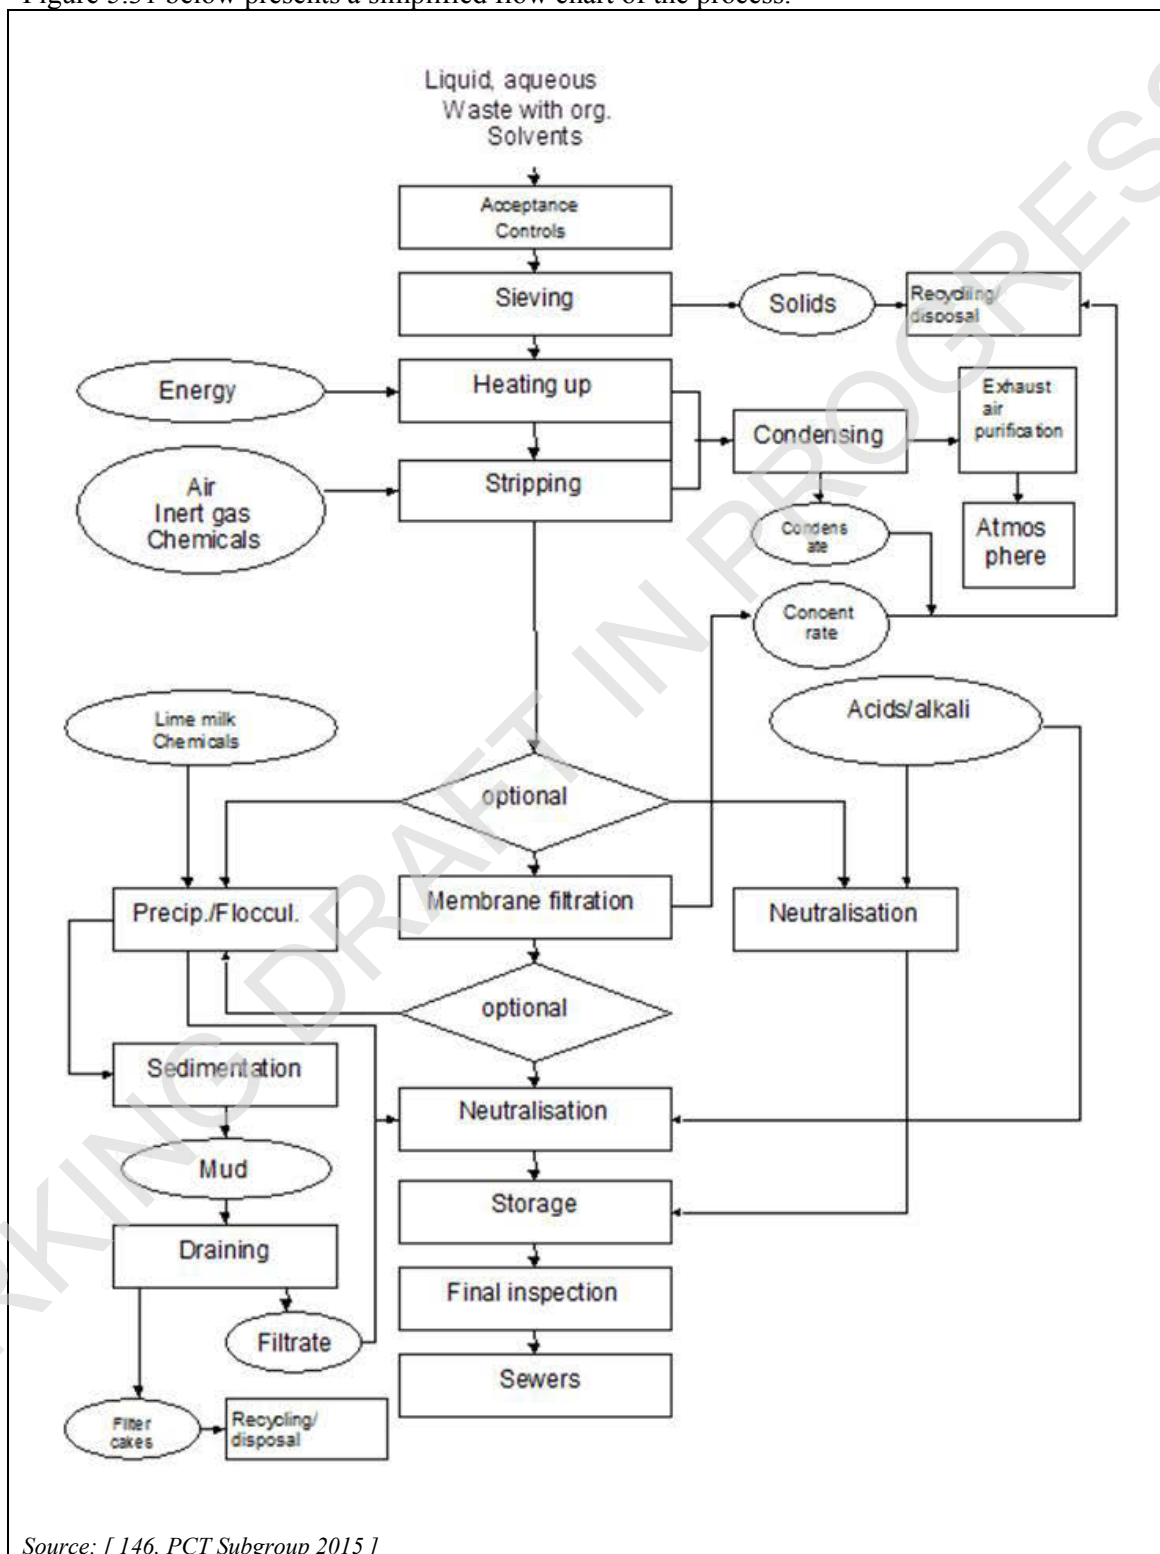 Figure 5.31 below presents a simplified flow chart of the process.
Liquid, aqueous
Waste with org.
Solvents
Acceptance
Controls
Sieving
Solids
Recycliing/
disposal
Energy
Heating up
Exhaust
air
purification
Condensing
Air
Inert gas
Chemicals
Stripping
Condens
ate
Atmos
phere
Concent
rate
Lime milk
Chemicals
Acids/alkali
optional
Precip./Floccul.
Membrane filtration
Neutralisation
optional
Sedimentation
Neutralisation
Mud
Storage
Draining
Final inspection
Filtrate
Sewers
Filter
cakes
Recycling/
disposal
Source: [ 146, PCT Subgroup 2015 ]
RKING DRAFT IN PROGRESS